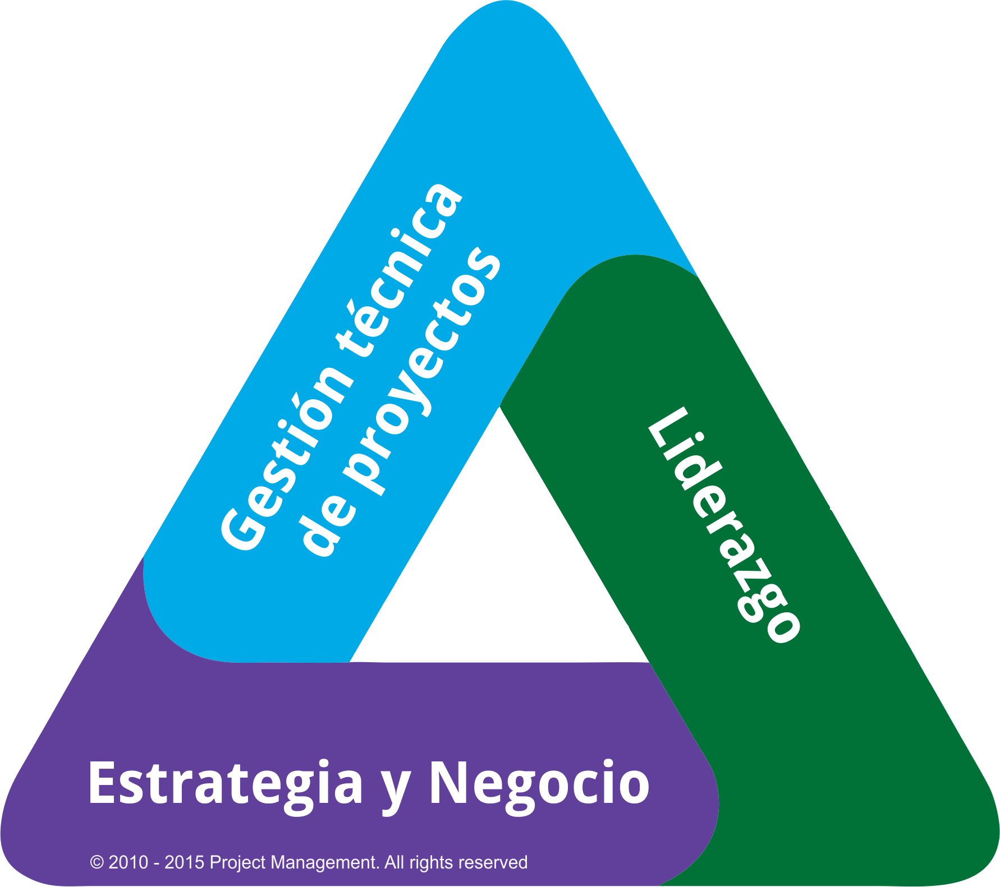 Gestión técnica
de proyectos
Liderazgo
Estrategia y Negocio
© 2010 - 2015 Project Management. All rights reserved